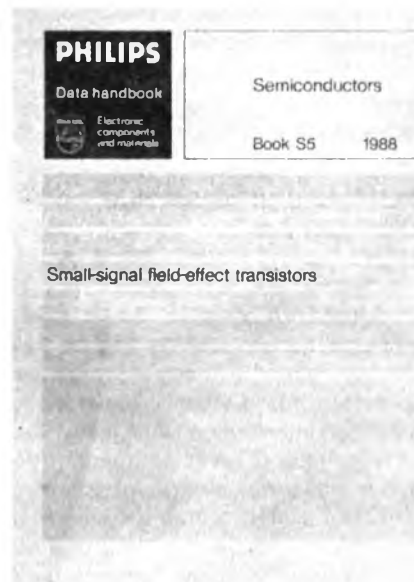 PHILIPS
Data handbook
Electronic
components
and materials
Semiconductors
Book S5 1988
Small-signal field-effect transistors